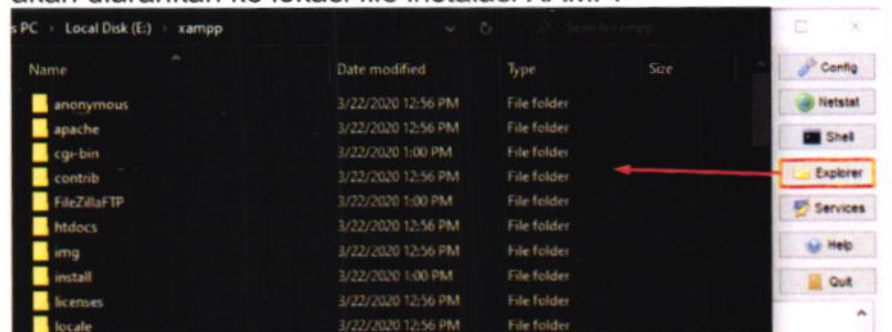 akan diarahkan ke lokasi file instalasi XAMPP.
s PC > Local Disk (E:) > xampp
Search xampp
Name Date modified Type Size
anonymous 3/22/2020 12:56 PM File folder
apache 3/22/2020 12:56 PM File folder
cgi-bin 3/22/2020 1:00 PM File folder
contrib 3/22/2020 12:56 PM File folder
FileZillaFTP 3/22/2020 1:00 PM File folder
htdocs 3/22/2020 12:56 PM File folder
img 3/22/2020 12:56 PM File folder
install 3/22/2020 1:00 PM File folder
licenses 3/22/2020 12:56 PM File folder
locale 3/22/2020 12:56 PM File folder
Config
Netstat
Shell
Explorer
Services
Help
Quit